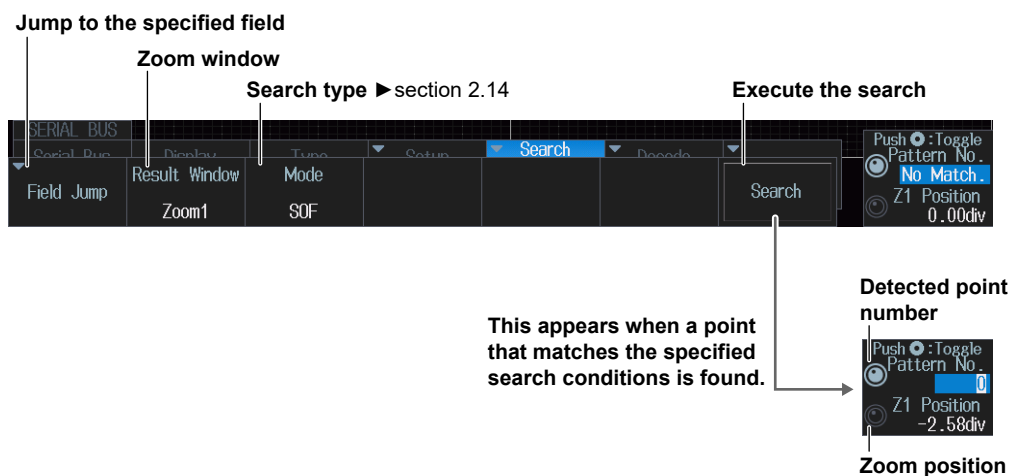 Jump to the specified field
Zoom window
Search type ►section 2.14
Execute the search
SERIAL BUS
Serial Bus
Display
Type
Setup
Search
Decode
Field Jump
Result Window
Zoom1
Mode
SOF
Search
Push :Toggle
Pattern No.
No Match.
Z1 Position
0.00div
This appears when a point
that matches the specified
search conditions is found.
Detected point
number
Push :Toggle
Pattern No.
0
Z1 Position
-2.58div
Zoom position